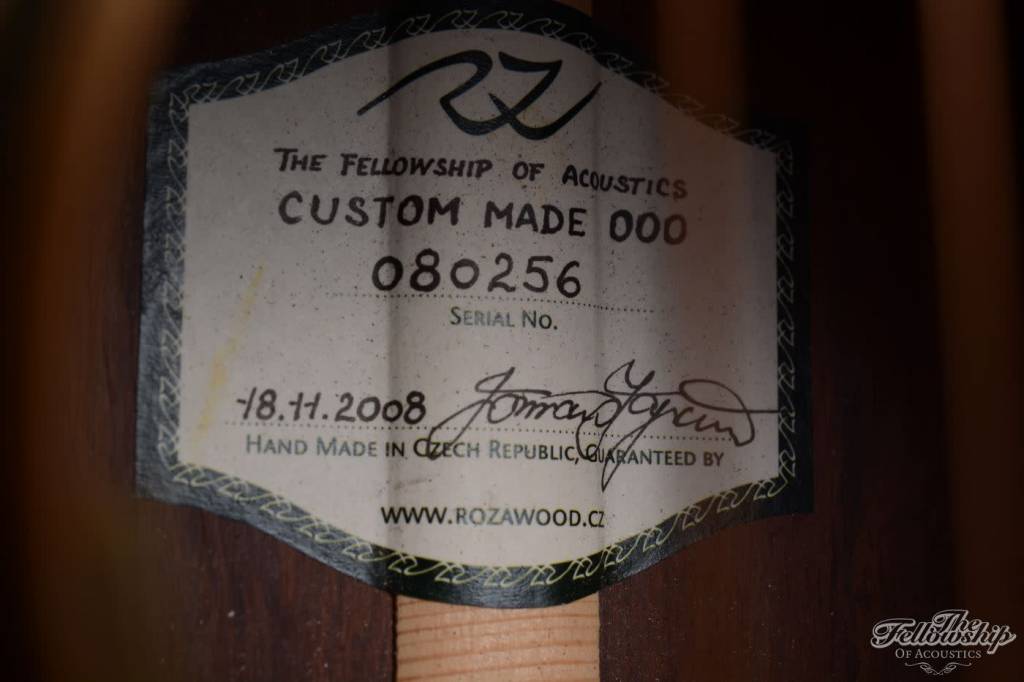 RZ
THE FELLOWSHIP OF ACOUSTICS
CUSTOM MADE 000
080256
SERIAL NO.
18.11.2008
HAND MADE IN CZECH REPUBLIC, GUARANTEED BY
WWW.ROZAWOOD.CZ
The
Fellowship
OF ACOUSTICS